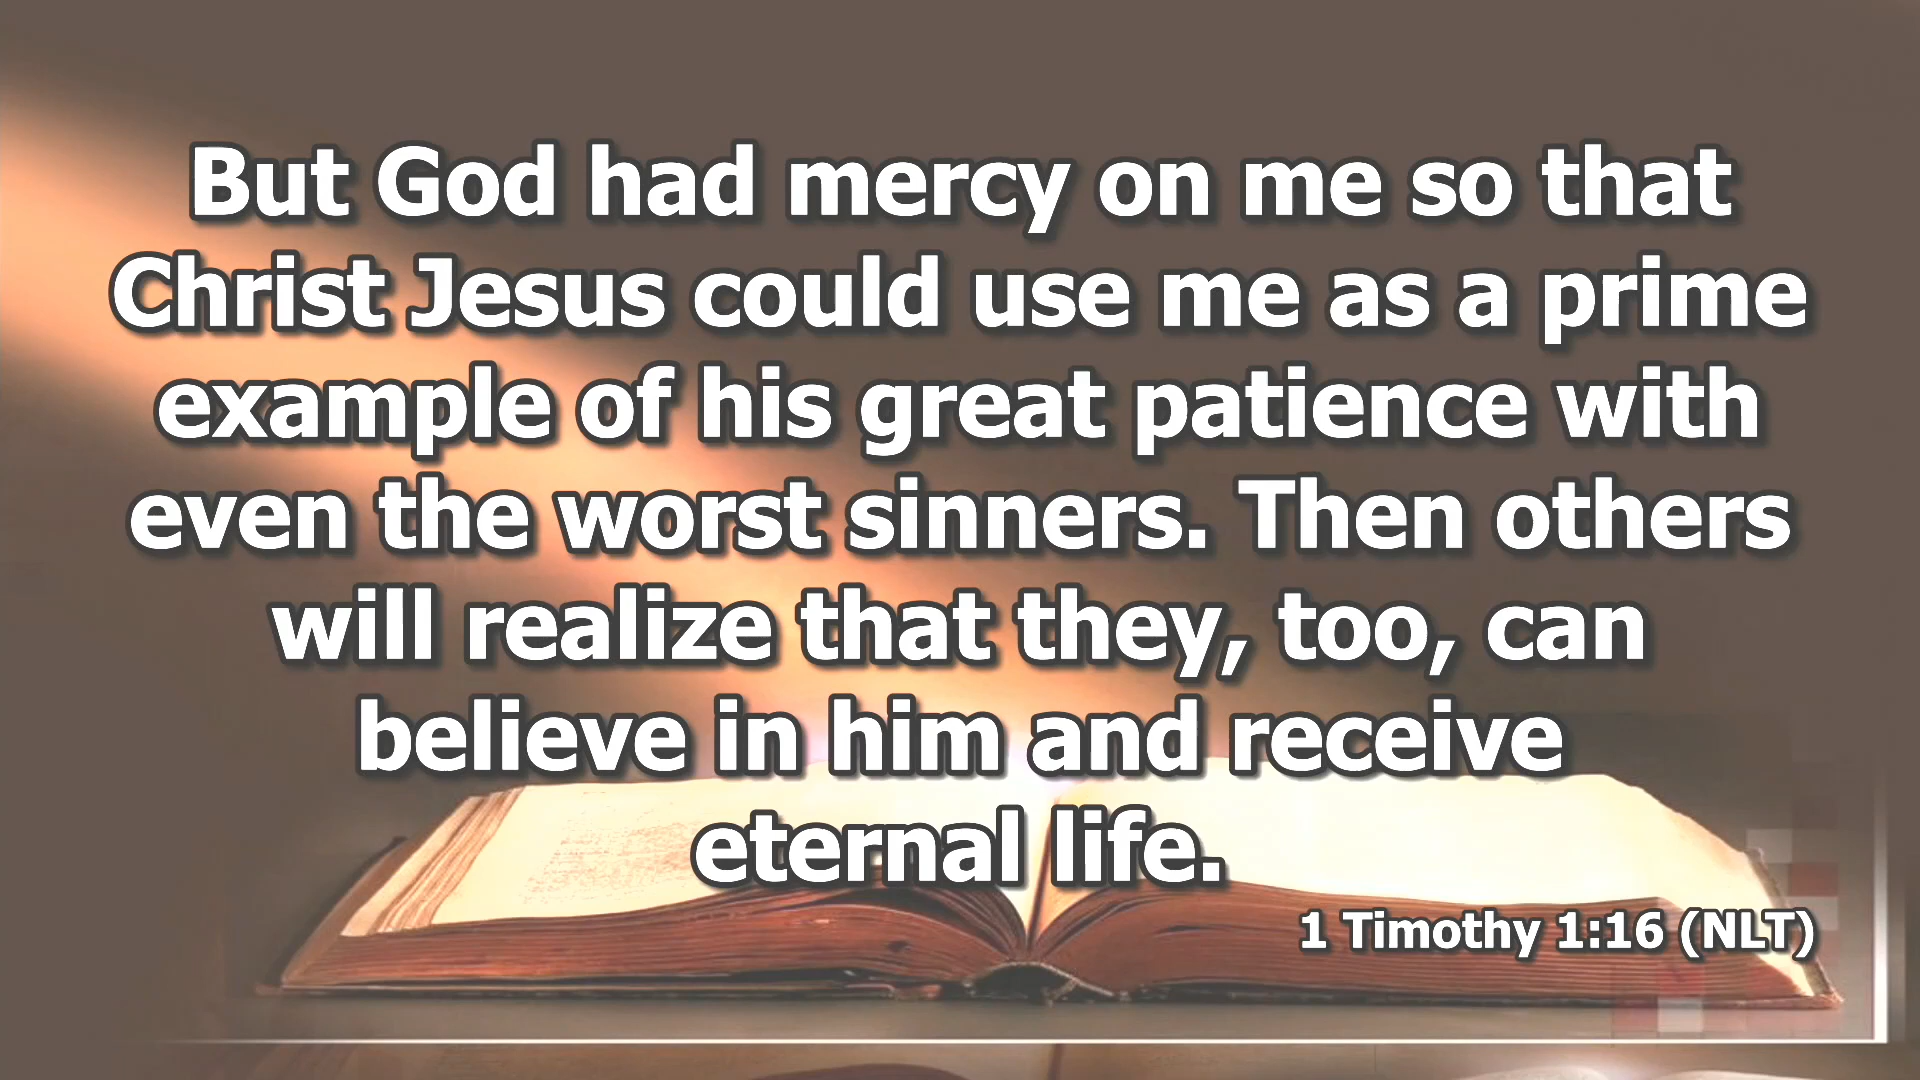 But God had mercy on me so that
Christ Jesus could use me as a prime
example of his great patience with
even the worst sinners. Then others
will realize that they, too, can
believe in him and receive
eternal life.
1 Timothy 1:16 (NLT)